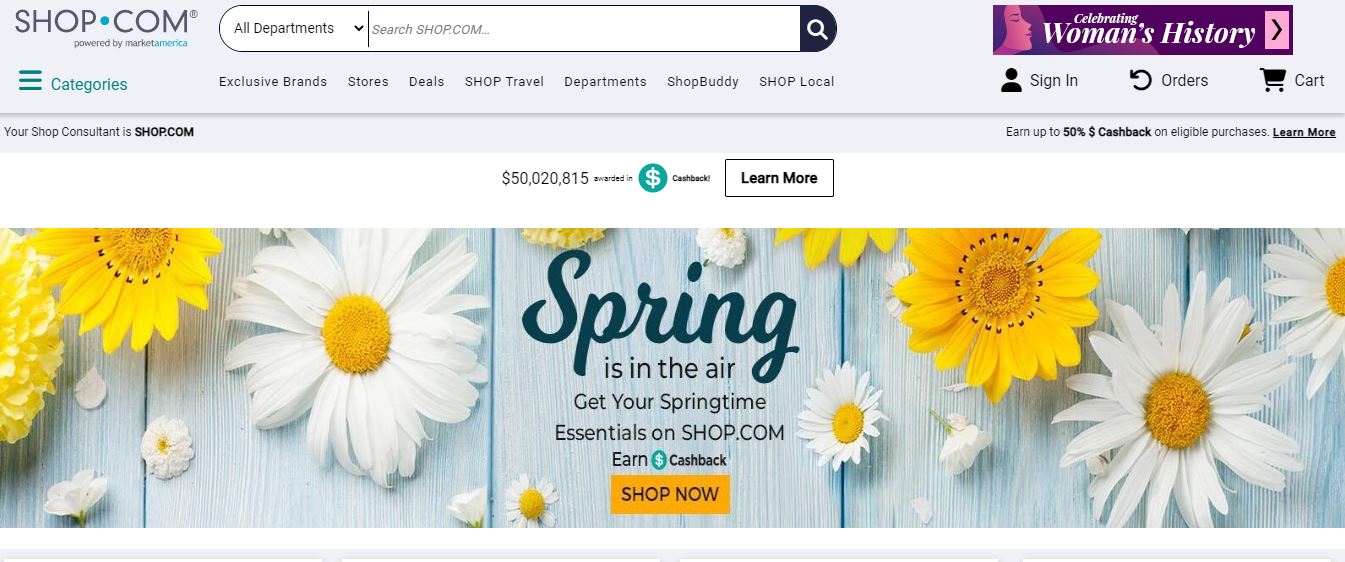 SHOP•COM®
powered by marketamerica
All Departments
Search SHOP.COM...
Celebrating
Woman's History
Categories
Exclusive Brands Stores Deals SHOP Travel Departments ShopBuddy SHOP Local
Sign In Orders Cart
Your Shop Consultant is SHOP.COM
Earn up to 50% $ Cashback on eligible purchases. Learn More
$50,020,815 awarded in $ Cashback! Learn More
Spring
is in the air
Get Your Springtime
Essentials on SHOP.COM
Earn $ Cashback
SHOP NOW